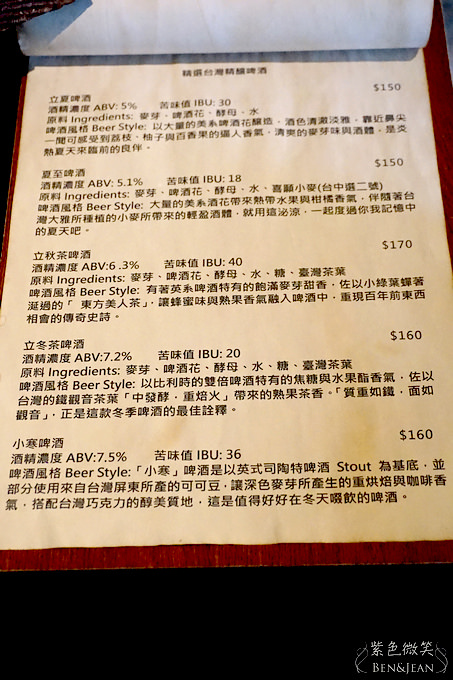 精選台灣精釀啤酒
立夏啤酒 $150
酒精濃度 ABV: 5% 苦味值 IBU: 30
原料 Ingredients: 麥芽、啤酒花、酵母、水
啤酒風格 Beer Style: 以大量的美系啤酒花釀造，酒色清澈淡雅，靠近鼻尖
一聞可感受到荔枝、柚子與百香果的逼人香氣，清爽的麥芽味與酒體，是炎
熱夏天來臨前的良伴。
夏至啤酒 $150
酒精濃度 ABV: 5.1% 苦味值 IBU: 18
原料 Ingredients: 麥芽、啤酒花、酵母、水、喜願小麥(台中選二號)
啤酒風格 Beer Style: 大量的美系酒花帶來熱帶水果與柑橘香氣，伴隨著台
灣大雅所種植的小麥所帶來的輕盈酒體，就用這泌涼，一起度過你我記憶中
的夏天吧。
立秋茶啤酒 $170
酒精濃度 ABV:6 .3% 苦味值 IBU: 40
原料 Ingredients: 麥芽、啤酒花、酵母、水、糖、臺灣茶葉
啤酒風格 Beer Style: 有著英系啤酒特有的飽滿麥芽甜香，佐以小綠葉蟬著
涎過的「 東方美人茶」，讓蜂蜜味與熟果香氣融入啤酒中，重現百年前東西
相會的傳奇史詩。
立冬茶啤酒 $160
酒精濃度 ABV:7.2% 苦味值 IBU: 20
原料 Ingredients: 麥芽、啤酒花、酵母、水、糖、臺灣茶葉
啤酒風格 Beer Style: 以比利時的雙倍啤酒特有的焦糖與水果酯香氣，佐以
台灣的鐵觀音茶葉「中發酵，重焙火」帶來的熟果茶香。「質重如鐵，面如
觀音」，正是這款冬季啤酒的最佳詮釋。
小寒啤酒 $160
酒精濃度 ABV:7.5% 苦味值 IBU: 36
啤酒風格 Beer Style:「小寒」啤酒是以英式司陶特啤酒 Stout 為基底，並
部分使用來自台灣屏東所產的可可豆，讓深色麥芽所產生的重烘焙與咖啡香
氣，搭配台灣巧克力的醇美質地，這是值得好好在冬天啜飲的啤酒。
紫色微笑
BEN&JEAN